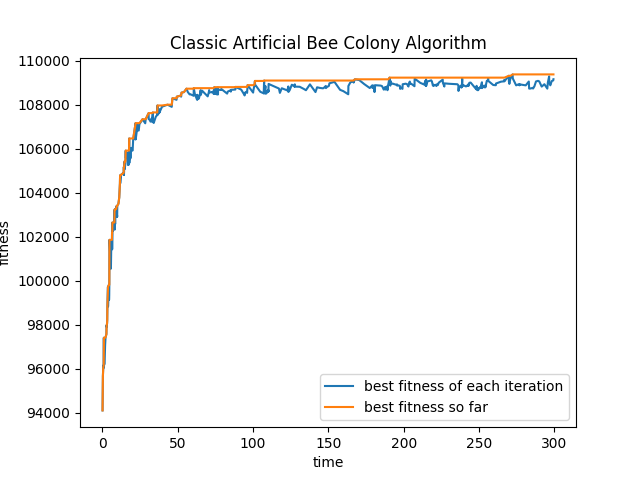 Classic Artificial Bee Colony Algorithm
110000
108000
106000
104000
102000
100000
98000
96000
94000
fitness
0 50 100 150 200 250 300
time
best fitness of each iteration
best fitness so far